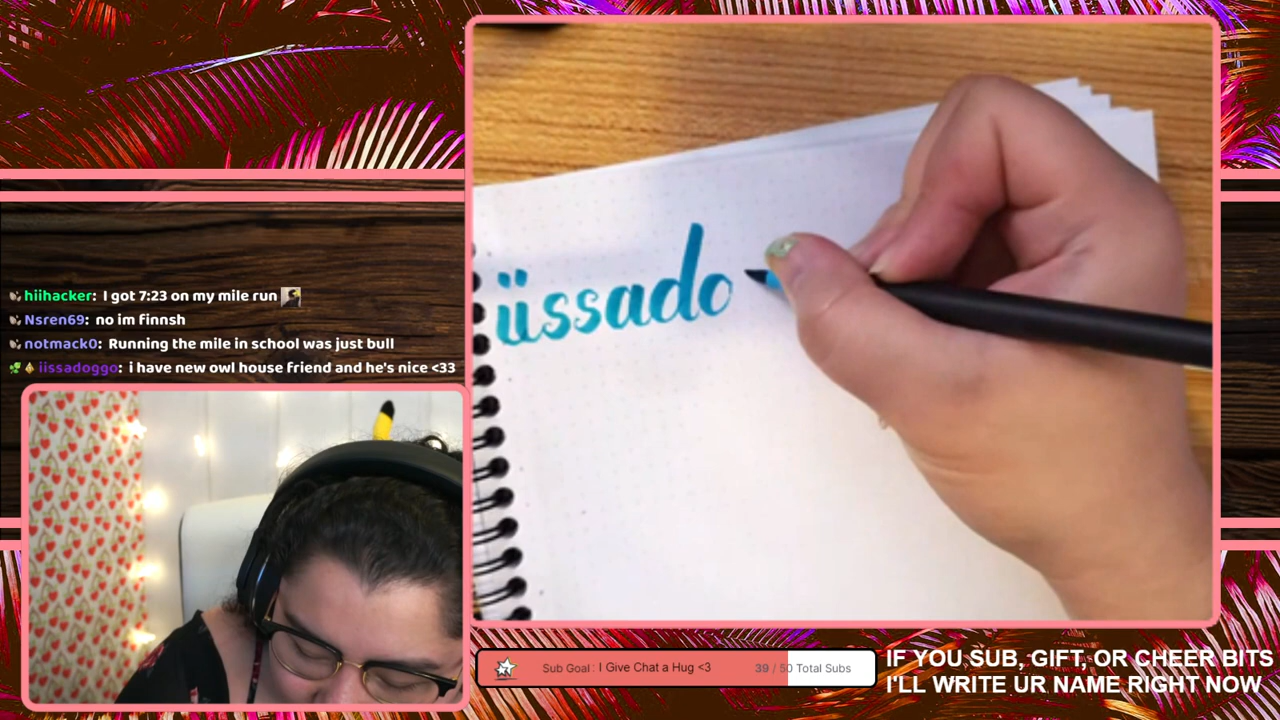 hiihacker: I got 7:23 on my mile run
Nsren69: no im finnsh
notmack0: Running the mile in school was just bull
iissadoggo: i have new owl house friend and he's nice <33
iissado
Sub Goal : I Give Chat a Hug <3 39 / 50 Total Subs
IF YOU SUB, GIFT, OR CHEER BITS
I'LL WRITE UR NAME RIGHT NOW